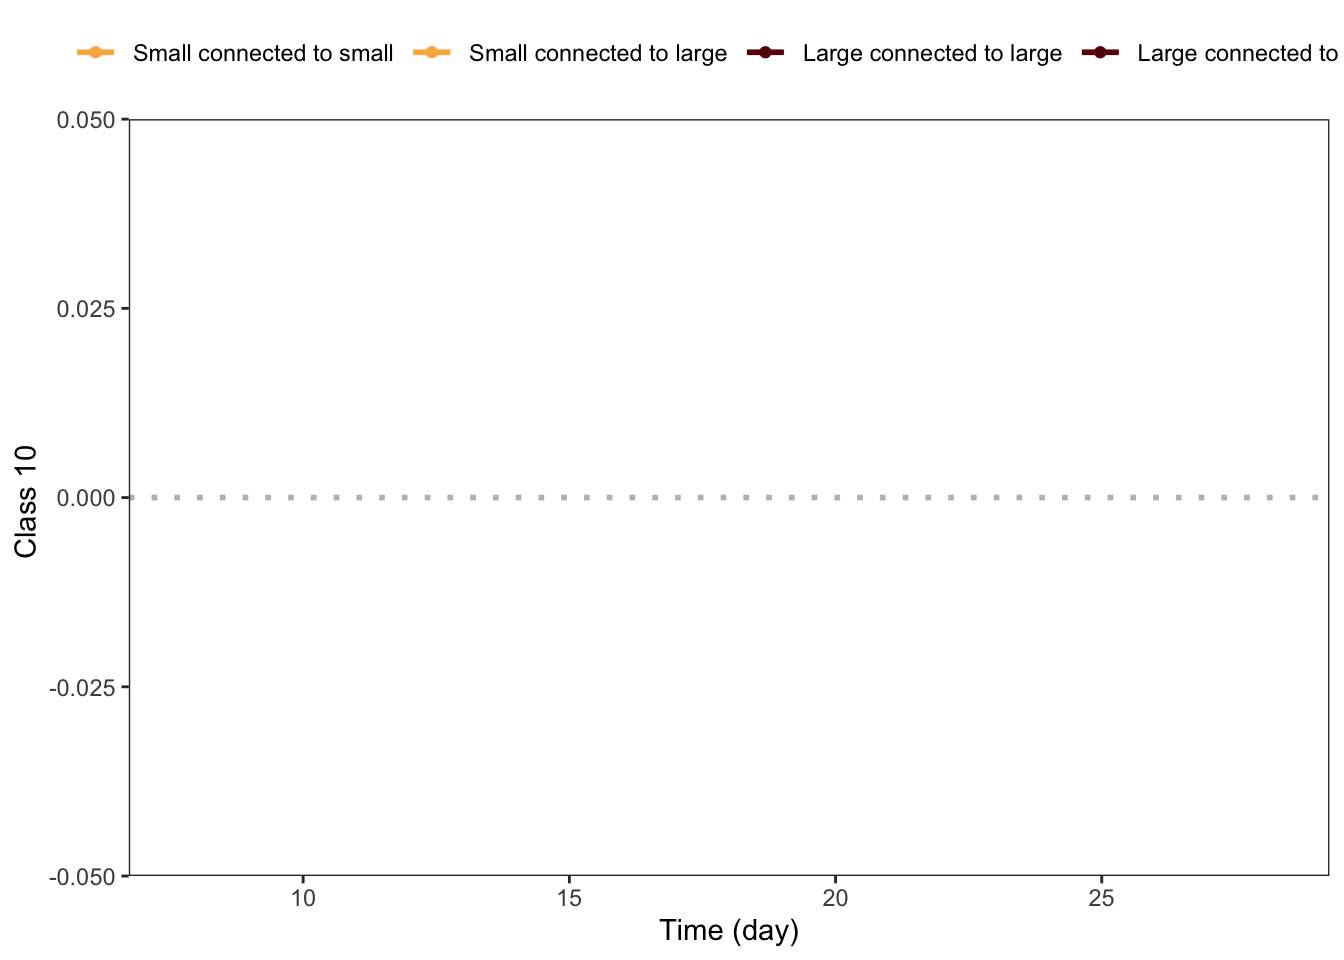 Small connected to small Small connected to large Large connected to large Large connected to
0.050
0.025
0.000
-0.025
-0.050
Class 10
10 15 20 25
Time (day)